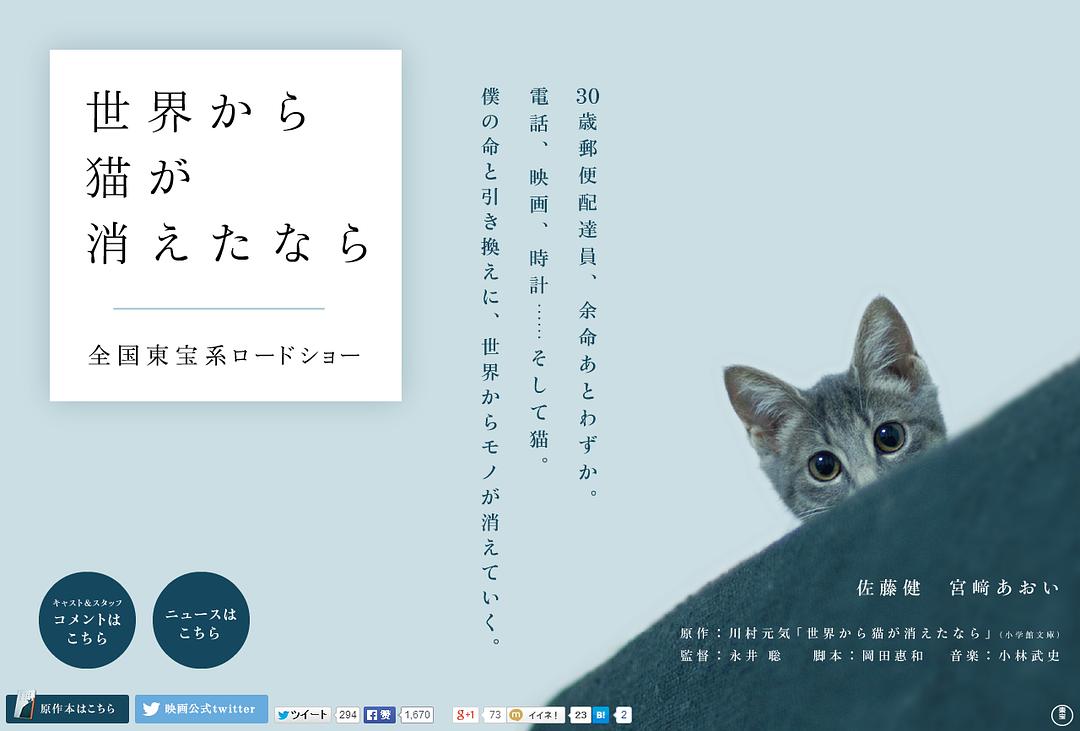 世界から
猫が
消えたなら
全国東宝系ロードショー
30歳郵便配達員、余命あとわずか。
電話、映画、時計……そして猫。
僕の命と引き換えに、世界からモノが消えていく。
キャスト&スタッフ
コメントは
こちら
ニュースは
こちら
佐藤健 宮﨑あおい
原作：川村元気「世界から猫が消えたなら」(小学館文庫)
監督：永井 聡 脚本：岡田惠和 音楽：小林武史
原作本はこちら
映画公式twitter
ツイート 294
赞 1,670
g+1 73
m イイネ! 23
B! 2
東宝